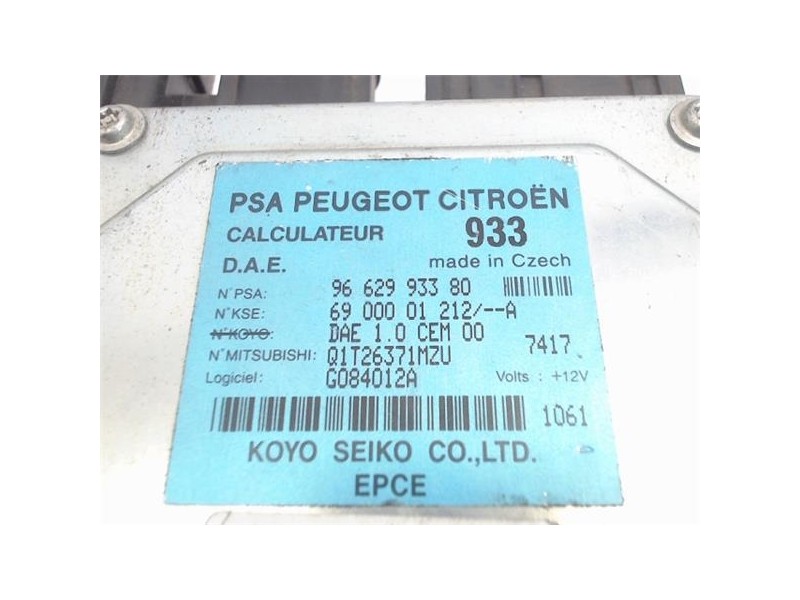 PSA PEUGEOT CITROËN
CALCULATEUR 933
D.A.E. made in Czech
N°PSA: 96 629 933 80
N°KSE: 69 000 01 212/--A
N°KOYO: DAE 1.0 CEM 00
N°MITSUBISHI: Q1T26371MZU 7417
Logiciel: G084012A Volts : +12V
1061
KOYO SEIKO CO.,LTD.
EPCE